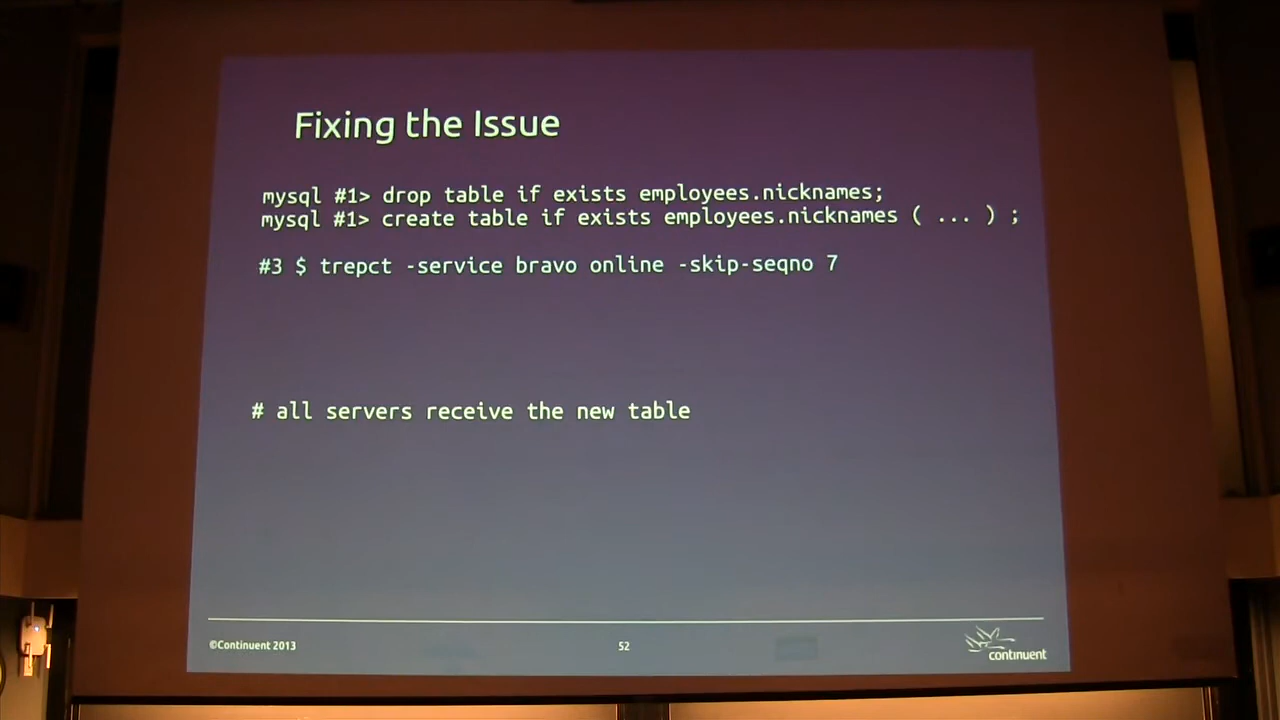 Fixing the Issue
mysql #1> drop table if exists employees.nicknames;
mysql #1> create table if exists employees.nicknames ( ... ) ;
#3 $ trepct -service bravo online -skip-seqno 7
# all servers receive the new table
©Continuent 2013
52
continuent